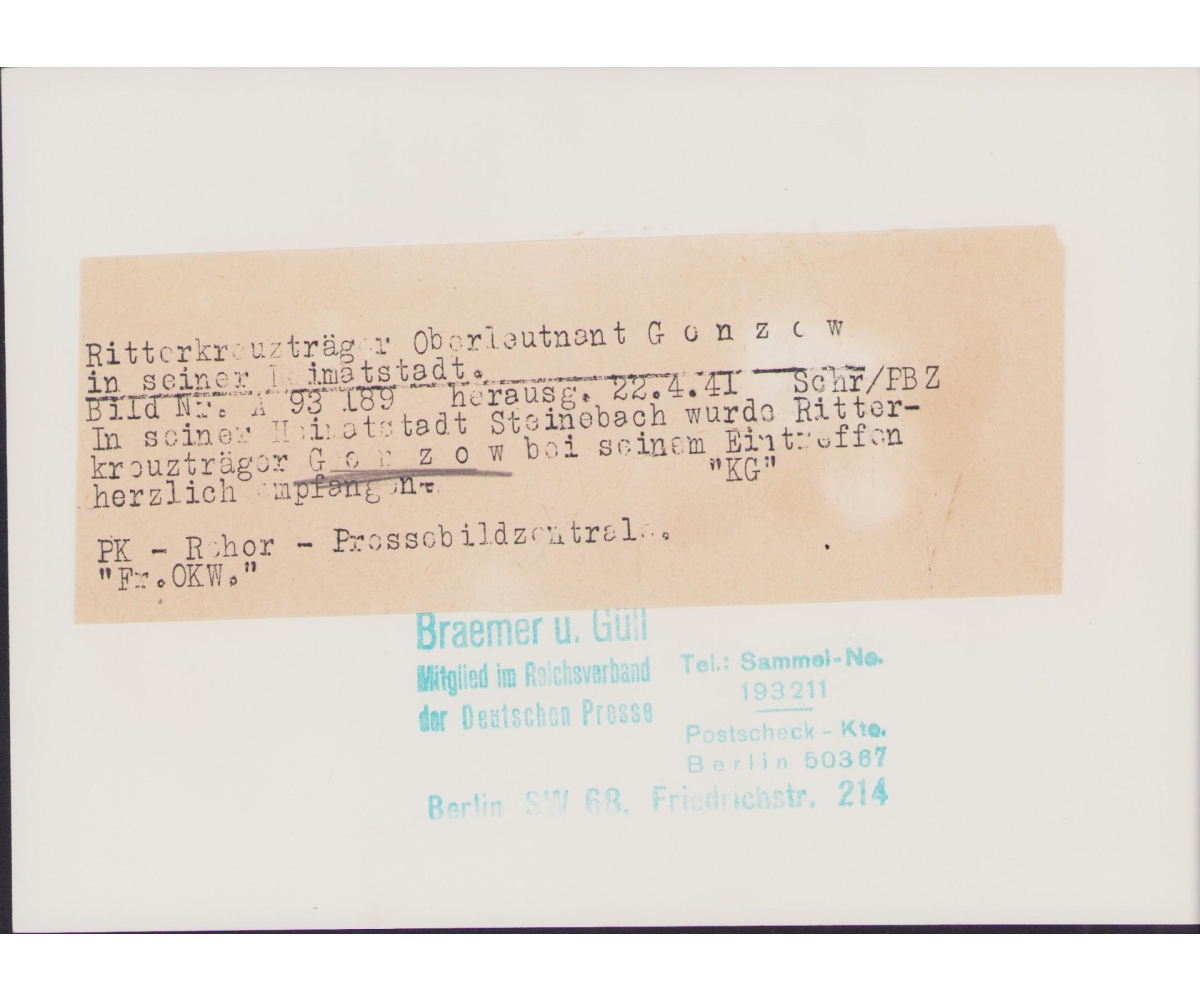 Ritterkreuzträger Oberleutnant G e n z o w
in seiner Heimatstadt.
Bild Nr. A 93 189 herausg. 22.4.41 Schr/PBZ
In seiner Heimatstadt Steinebach wurde Ritter-
kreuzträger G e n z o w bei seinem Eintreffen
herzlich empfangen. "KG"
PK - Rehor - Pressebildzentrale.
"Fr.OKW."
Braemer u. Güll
Mitglied im Reichsverband
der Deutschen Presse
Tel.: Sammel-No.
193211
Postscheck - Kto.
Berlin 50367
Berlin SW 68, Friedrichstr. 214